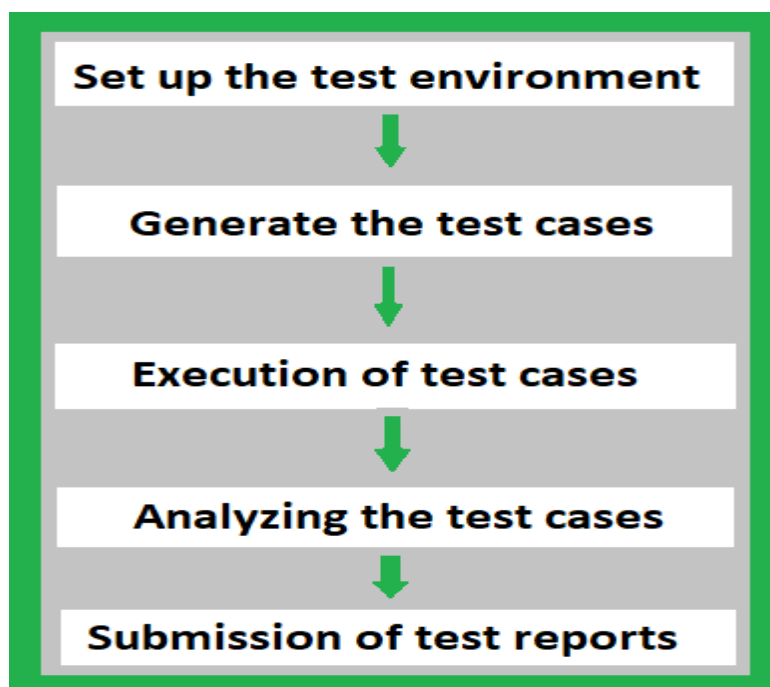 Set up the test environment
Generate the test cases
Execution of test cases
Analyzing the test cases
Submission of test reports